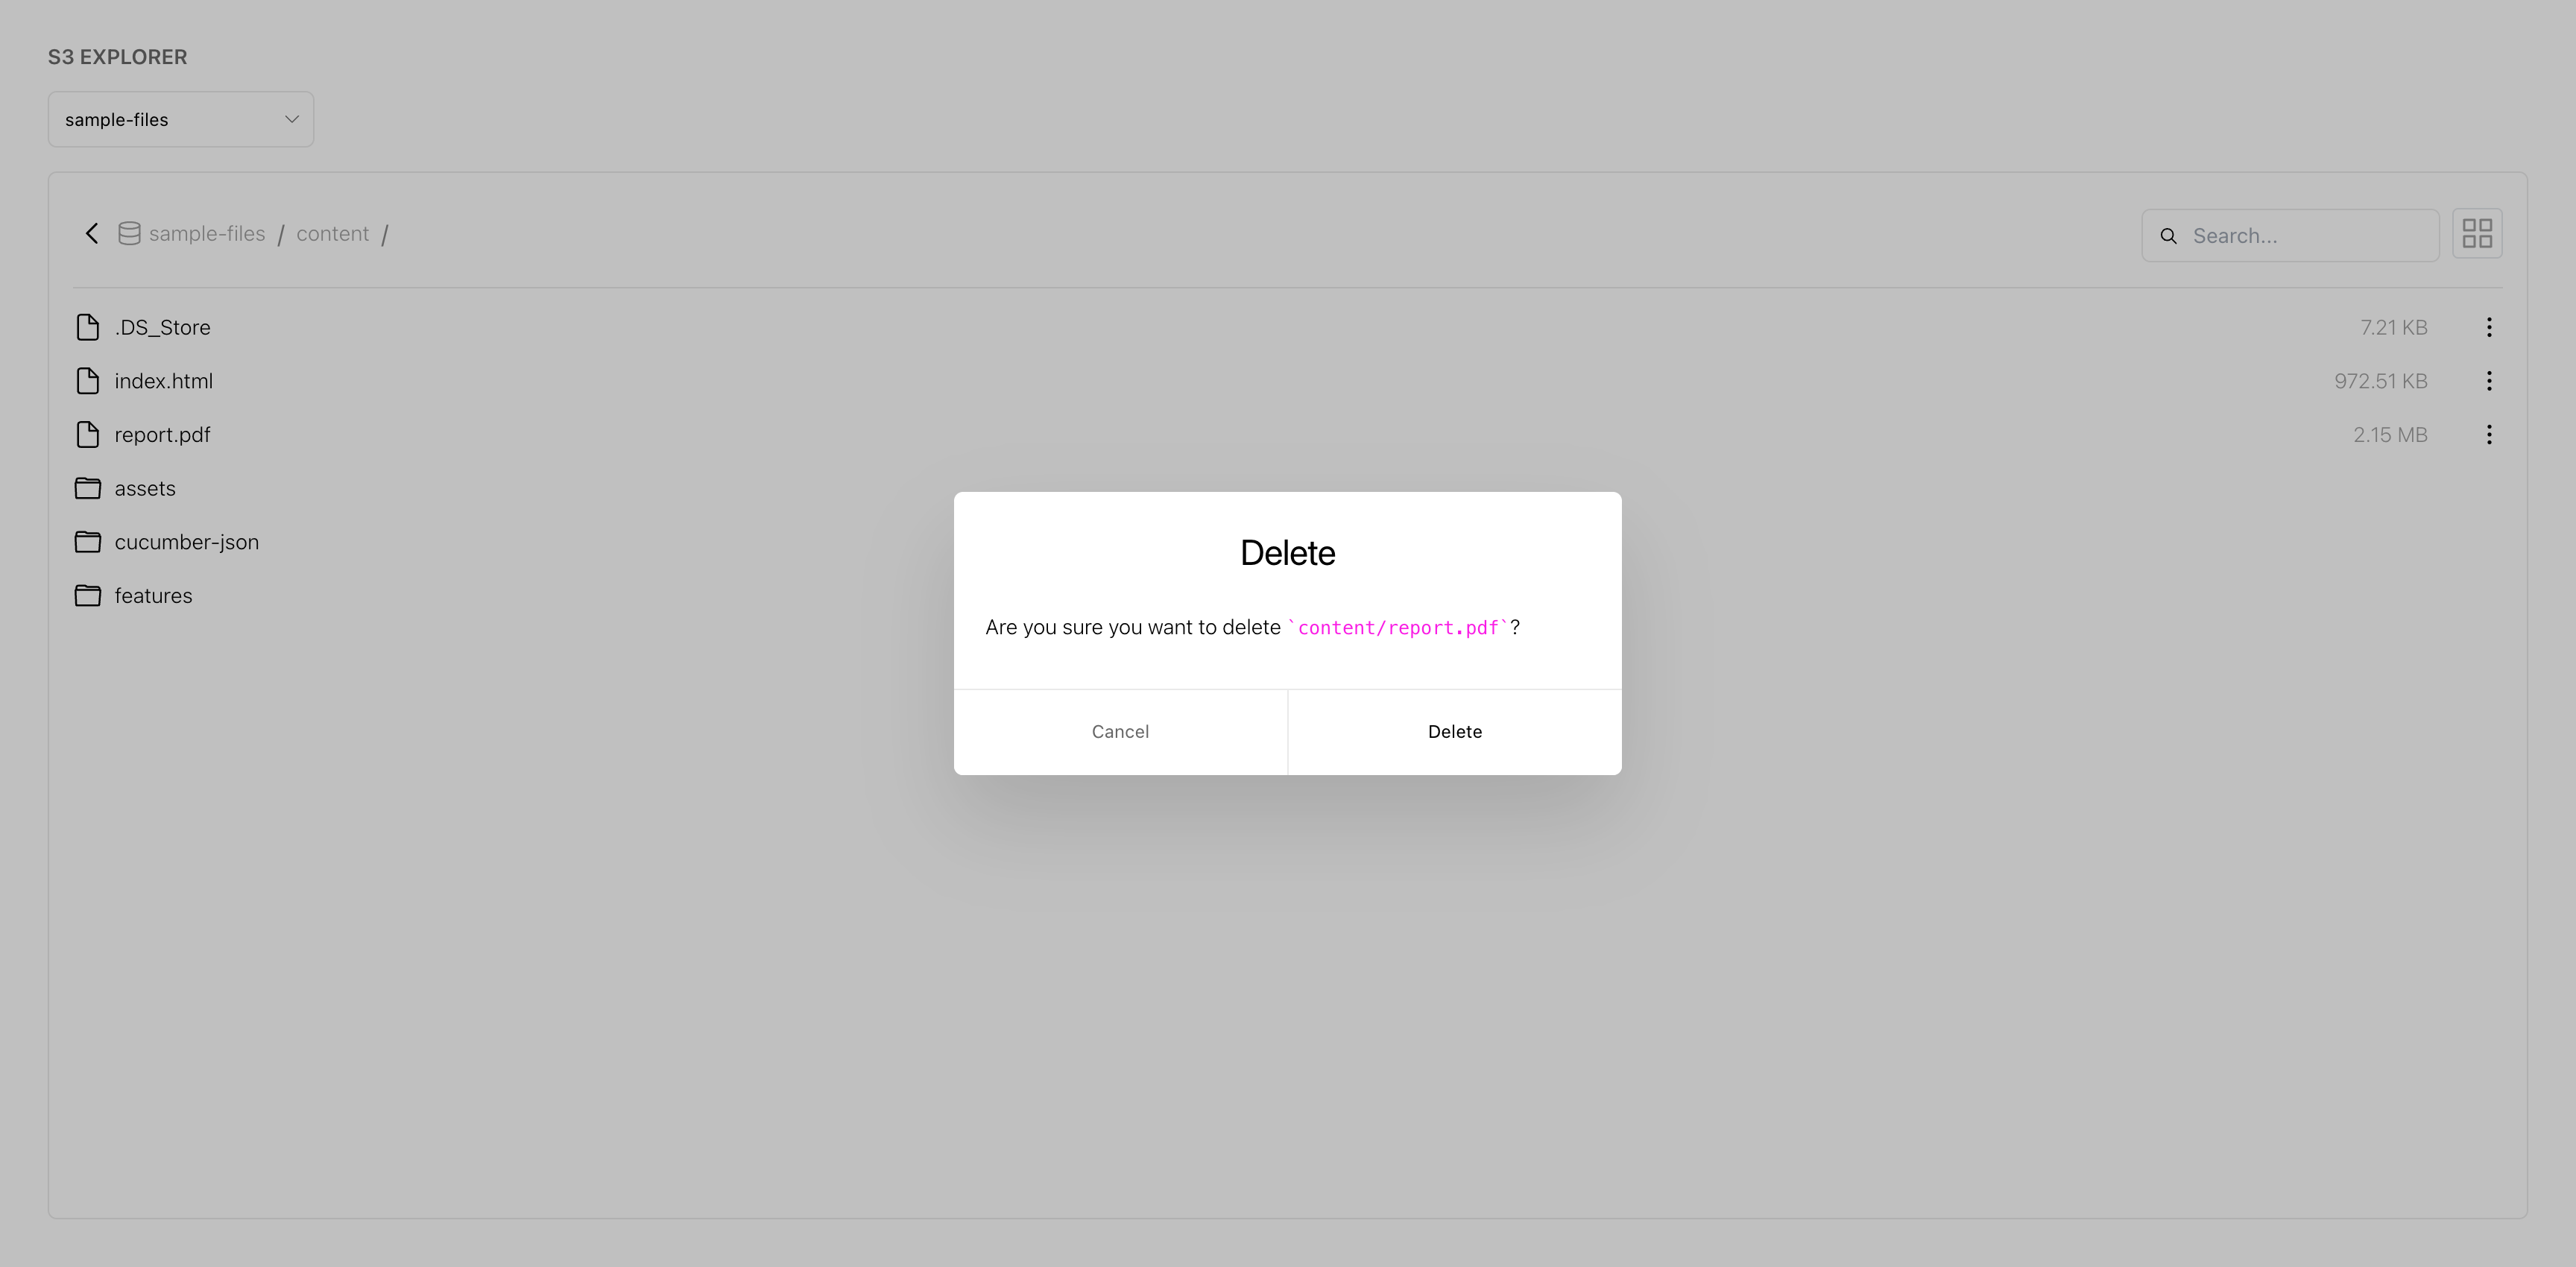 S3 EXPLORER
sample-files
sample-files / content /
Search...
.DS_Store 7.21 KB
index.html 972.51 KB
report.pdf 2.15 MB
assets
cucumber-json
features
Delete
Are you sure you want to delete `content/report.pdf`?
Cancel Delete